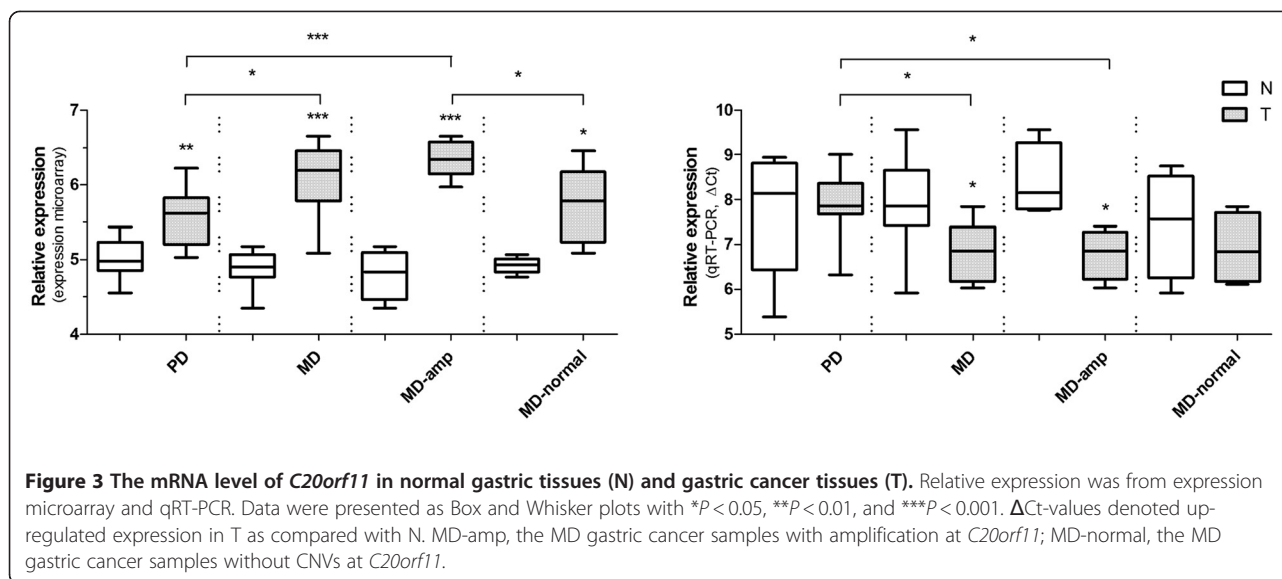 ***
*
*
*
*
Relative expression
(expression microarray)
7
6
5
4
**
***
***
*
PD
MD
MD-amp
MD-normal
Relative expression
(qRT-PCR, ΔCt)
10
9
8
7
6
5
*
*
PD
MD
MD-amp
MD-normal
N
T
Figure 3 The mRNA level of C20orf11 in normal gastric tissues (N) and gastric cancer tissues (T). Relative expression was from expression
microarray and qRT-PCR. Data were presented as Box and Whisker plots with *P < 0.05, **P < 0.01, and ***P < 0.001. ΔCt-values denoted up-
regulated expression in T as compared with N. MD-amp, the MD gastric cancer samples with amplification at C20orf11; MD-normal, the MD
gastric cancer samples without CNVs at C20orf11.